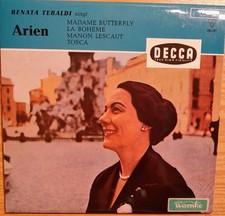 RENATA TEBALDI singt
Arien
MADAME BUTTERFLY
LA BOHEME
MANON LESCAUT
TOSCA
DECCA